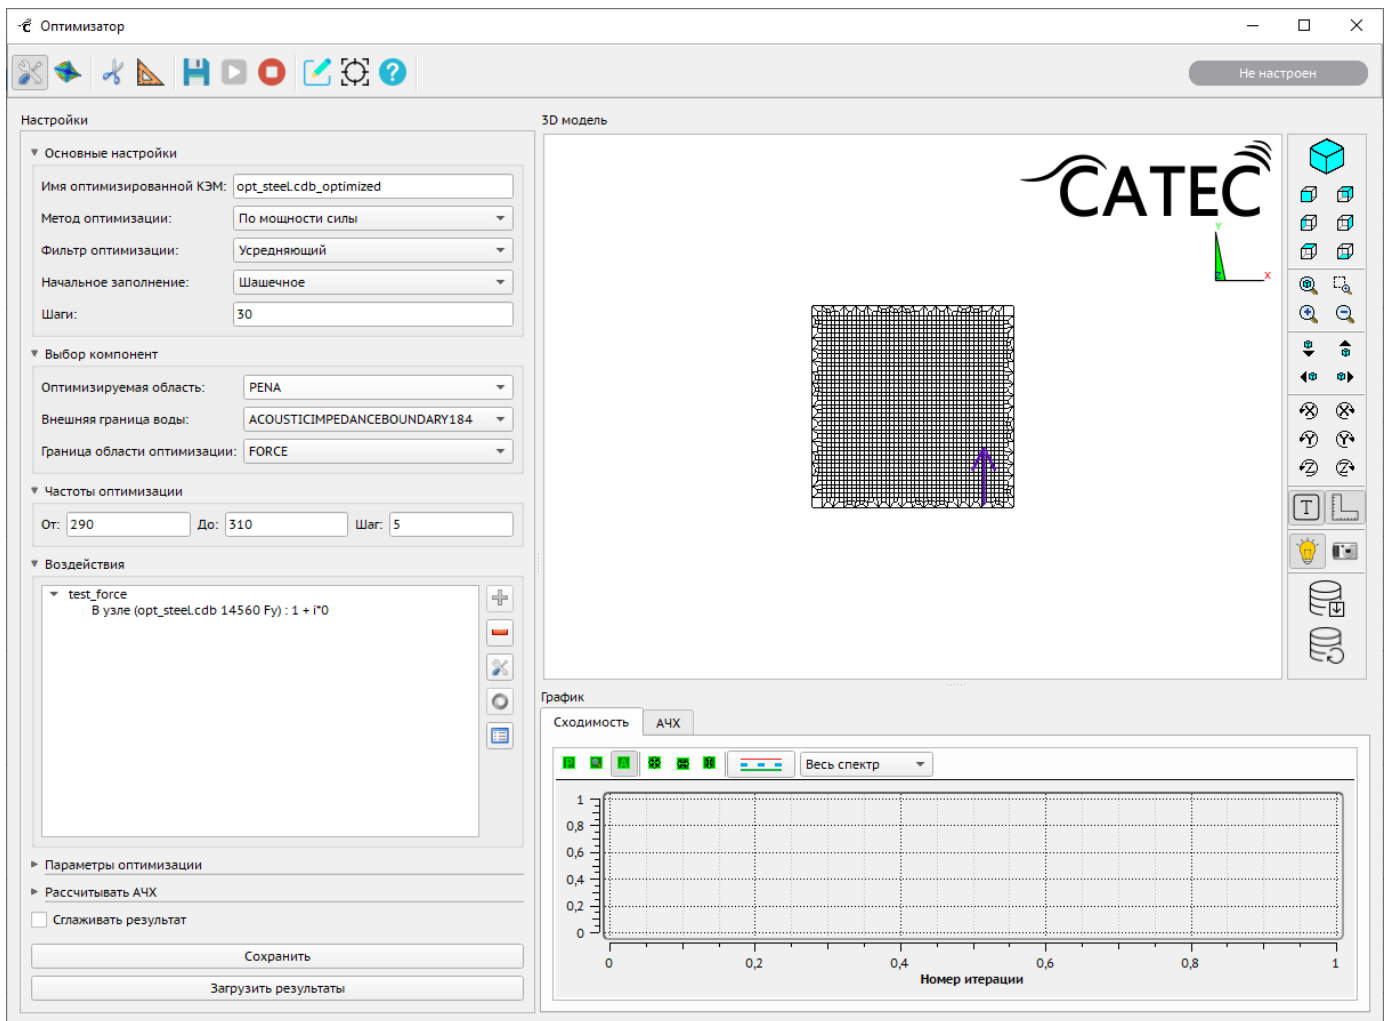 Оптимизатор
Не настроен
Настройки
Основные настройки
Имя оптимизированной КЭМ: opt_steel.cdb_optimized
Метод оптимизации: По мощности силы
Фильтр оптимизации: Усредняющий
Начальное заполнение: Шашечное
Шаги: 30
Выбор компонент
Оптимизируемая область: PENA
Внешняя граница воды: ACOUSTICIMPEDANCEBOUNDARY184
Граница области оптимизации: FORCE
Частоты оптимизации
От: 290 До: 310 Шаг: 5
Воздействия
test_force
В узле (opt_steel.cdb 14560 Fy) : 1 + i*0
Параметры оптимизации
Рассчитывать АЧХ
Сглаживать результат
Сохранить
Загрузить результаты
3D модель
CATEC
Y
Z
X
X X
Y Y
Z Z
T
График
Сходимость АЧХ
P A Весь спектр
1
0,8
0,6
0,4
0,2
0
0 0,2 0,4 0,6 0,8 1
Номер итерации